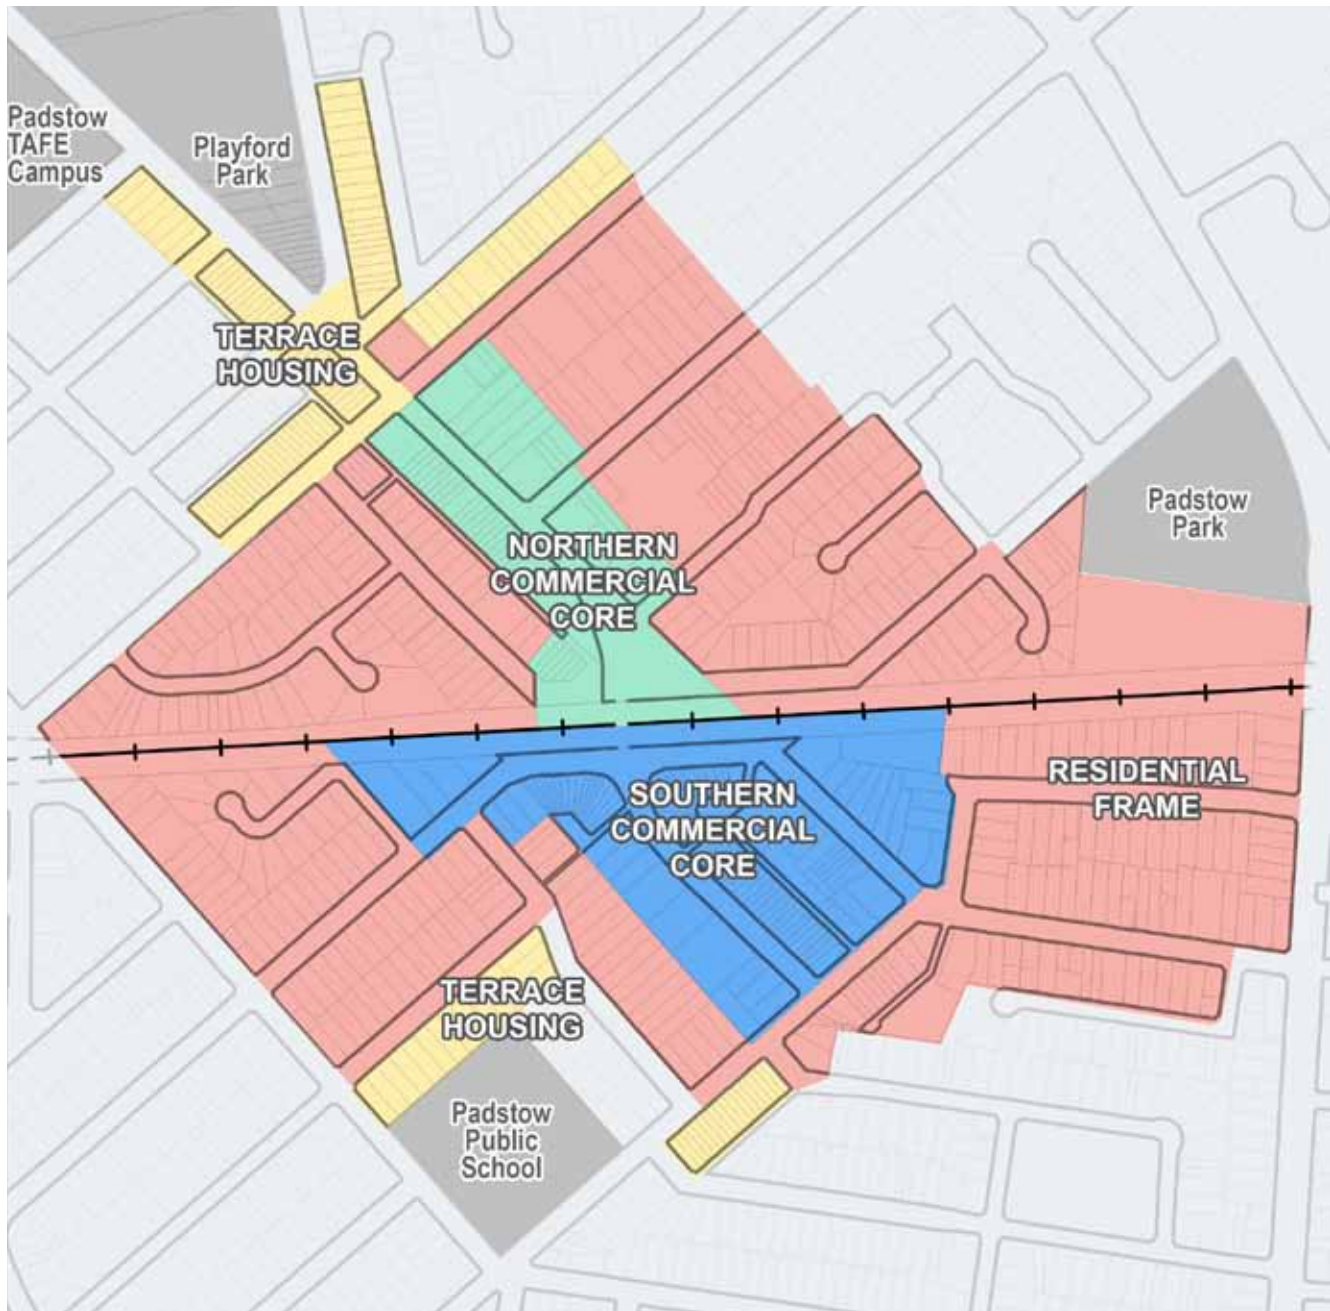 Padstow
TAFE
Campus
Playford
Park
TERRACE
HOUSING
Padstow
Park
NORTHERN
COMMERCIAL
CORE
RESIDENTIAL
FRAME
SOUTHERN
COMMERCIAL
CORE
TERRACE
HOUSING
Padstow
Public
School